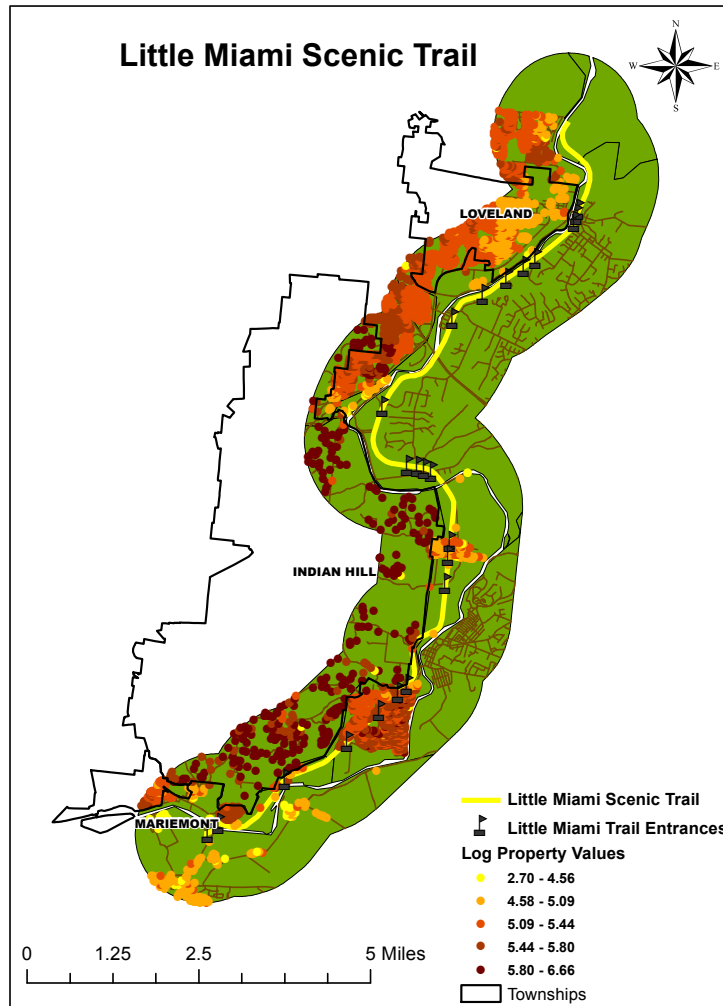 Little Miami Scenic Trail
N
W
E
S
LOVELAND
INDIAN HILL
MARIEMONT
Little Miami Scenic Trail
Little Miami Trail Entrances
Log Property Values
2.70 - 4.56
4.58 - 5.09
5.09 - 5.44
5.44 - 5.80
5.80 - 6.66
Townships
0 1.25 2.5 5 Miles